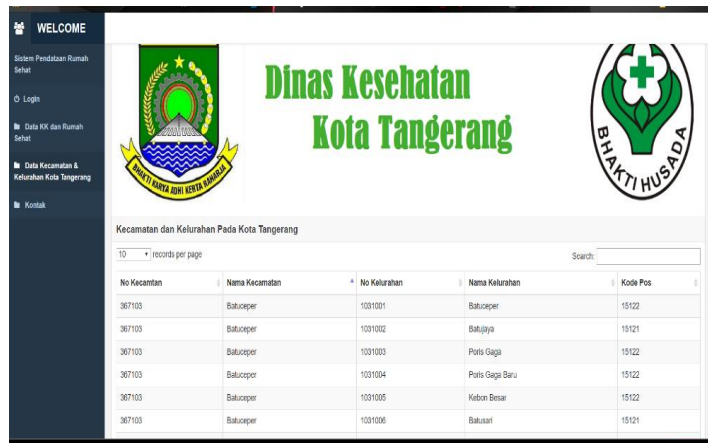 WELCOME
Sistem Pendataan Rumah
Sehat
Login
Data KK dan Rumah
Sehat
Data Kecamatan &
Kelurahan Kota Tangerang
Kontak
Dinas Kesehatan
Kota Tangerang
BHAKTI KARYA ADHI KERTA RAHARJA
BHAKTI HUSADA
Kecamatan dan Kelurahan Pada Kota Tangerang
10 records per page
Search:
No Kecamtan Nama Kecamatan No Kelurahan Nama Kelurahan Kode Pos
367103 Batuceper 1031001 Batuceper 15122
367103 Batuceper 1031002 Batujaya 15121
367103 Batuceper 1031003 Poris Gaga 15122
367103 Batuceper 1031004 Poris Gaga Baru 15122
367103 Batuceper 1031005 Kebon Besar 15122
367103 Batuceper 1031006 Batusari 15121